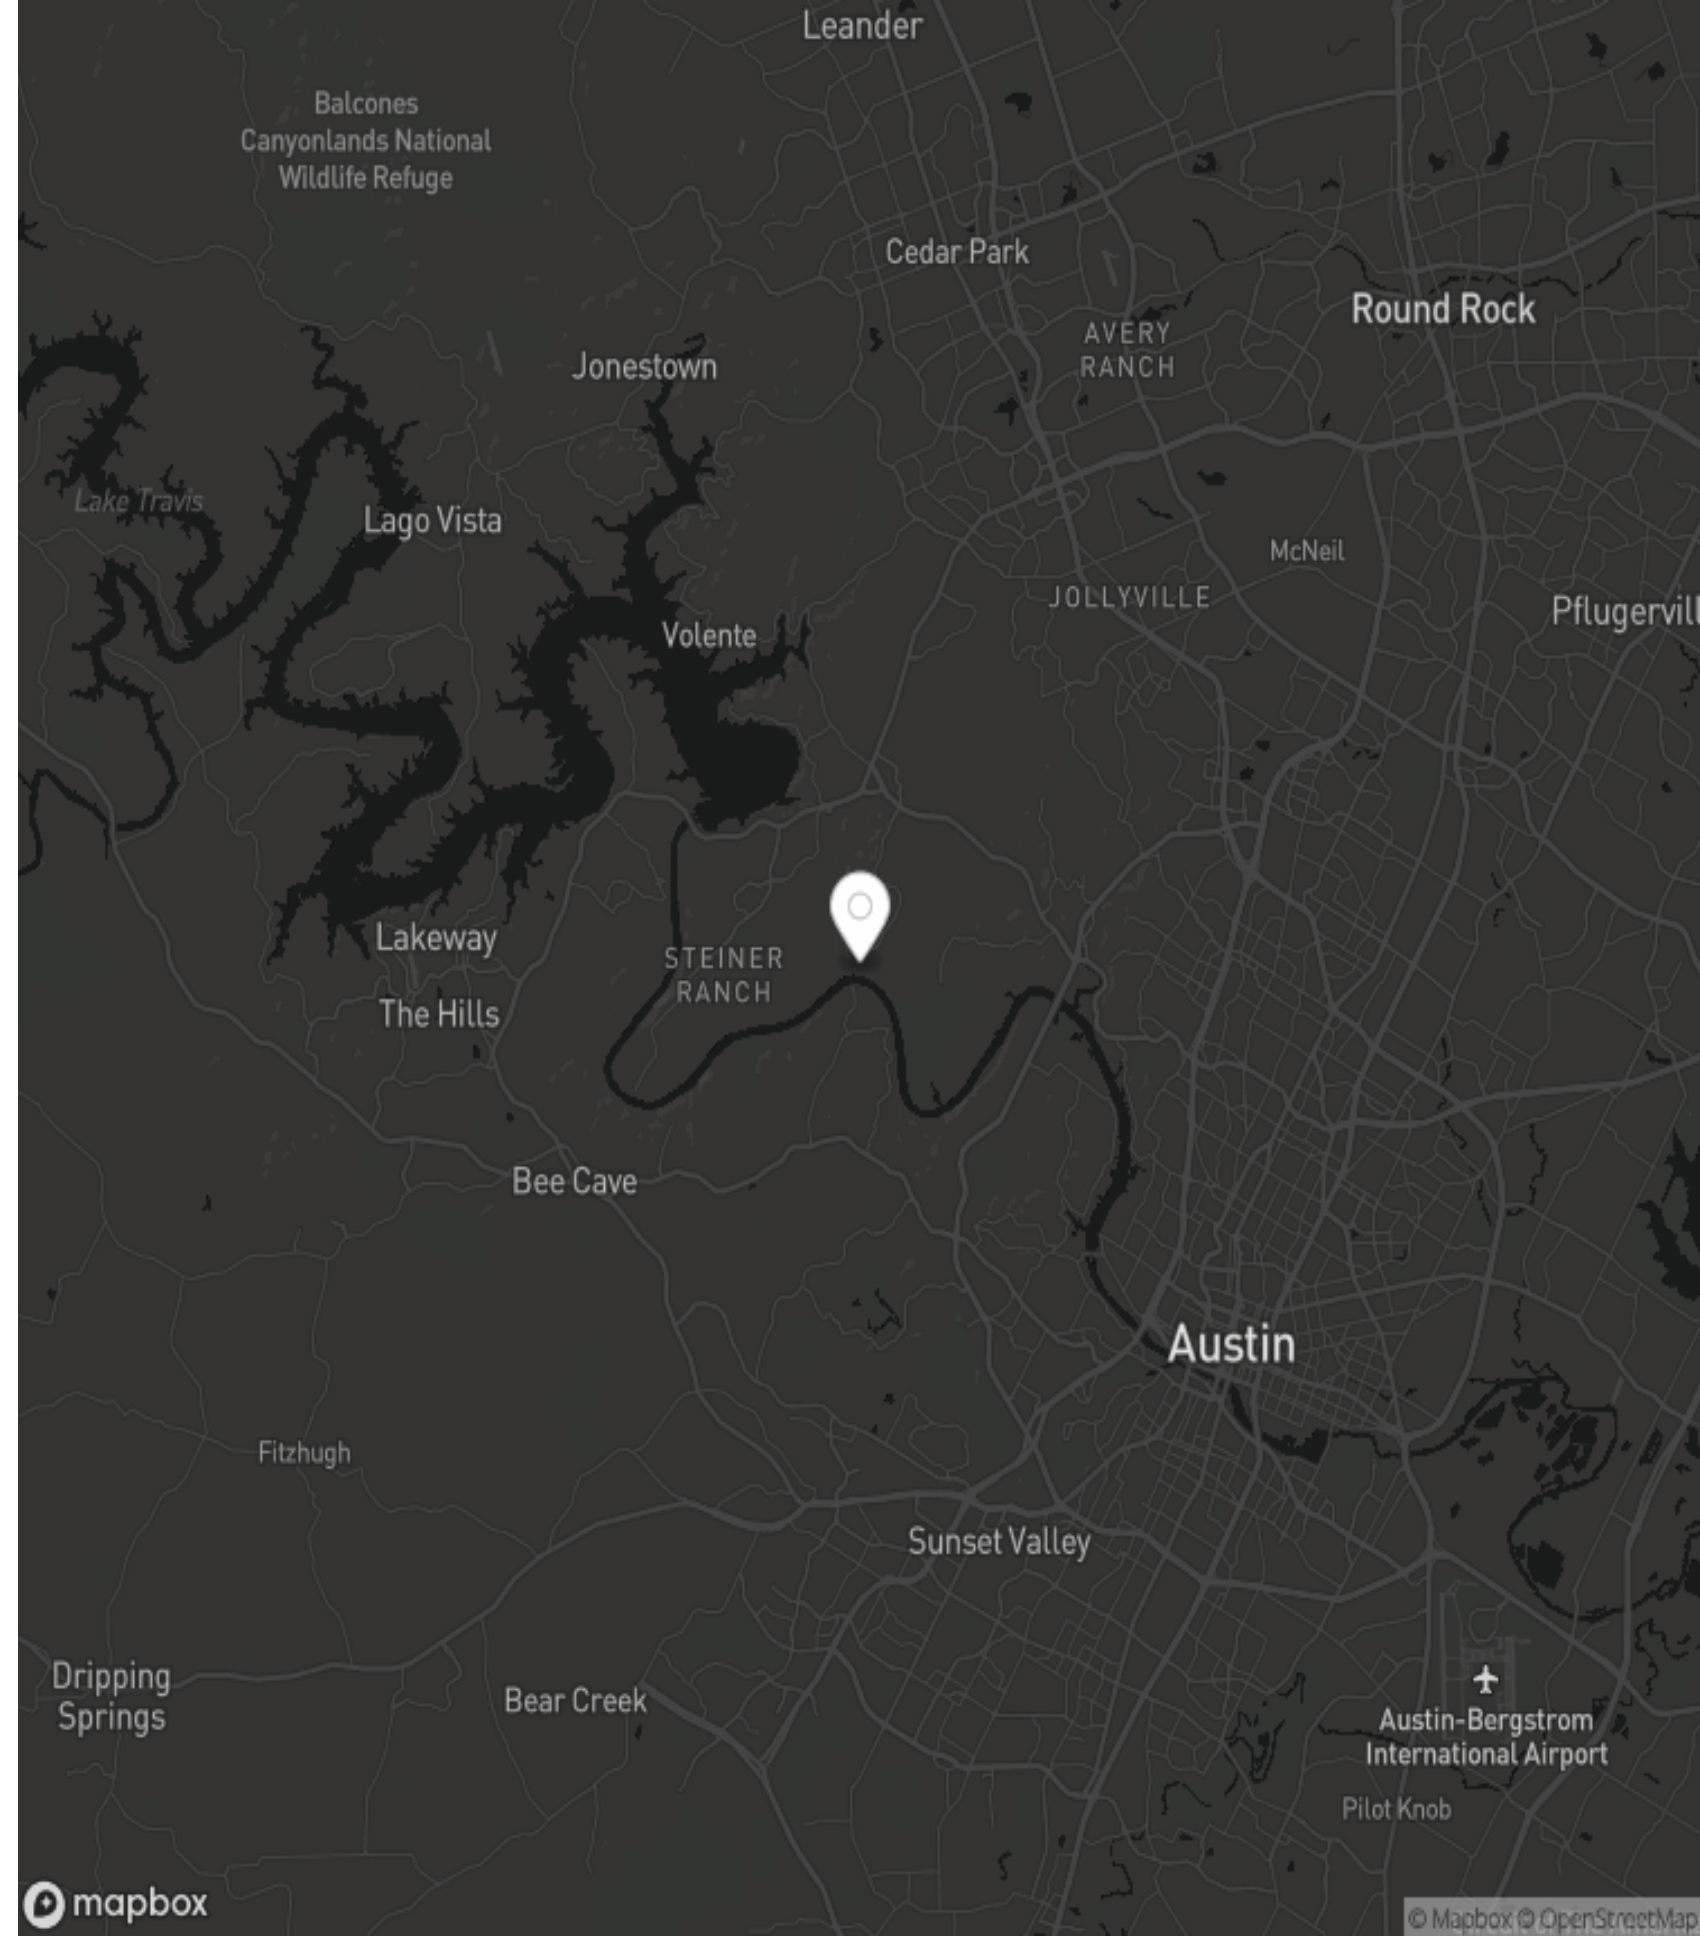 Leander
Balcones
Canyonlands National
Wildlife Refuge
Cedar Park
Round Rock
AVERY
RANCH
Jonestown
Lake Travis
Lago Vista
McNeil
JOLLYVILLE
Pflugervill
Volente
Lakeway
STEINER
RANCH
The Hills
Bee Cave
Austin
Fitzhugh
Sunset Valley
Dripping
Springs
Bear Creek
Austin-Bergstrom
International Airport
Pilot Knob
mapbox
© Mapbox © OpenStreetMap